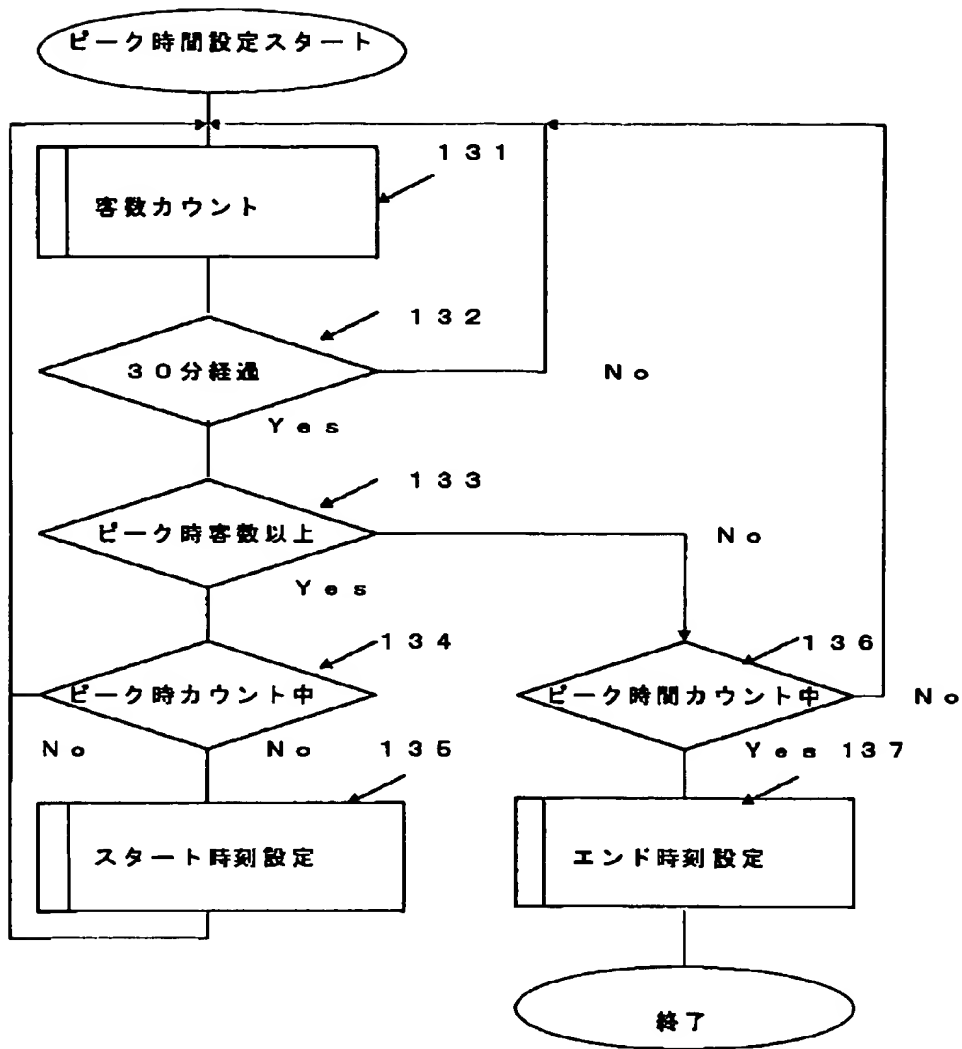 ピーク時間設定スタート
131
客数カウント
132
30分経過
No
Yes
133
ピーク時客数以上
No
Yes
134
ピーク時カウント中
136
ピーク時間カウント中
No
No
No
135
Yes 137
スタート時刻設定
エンド時刻設定
終了